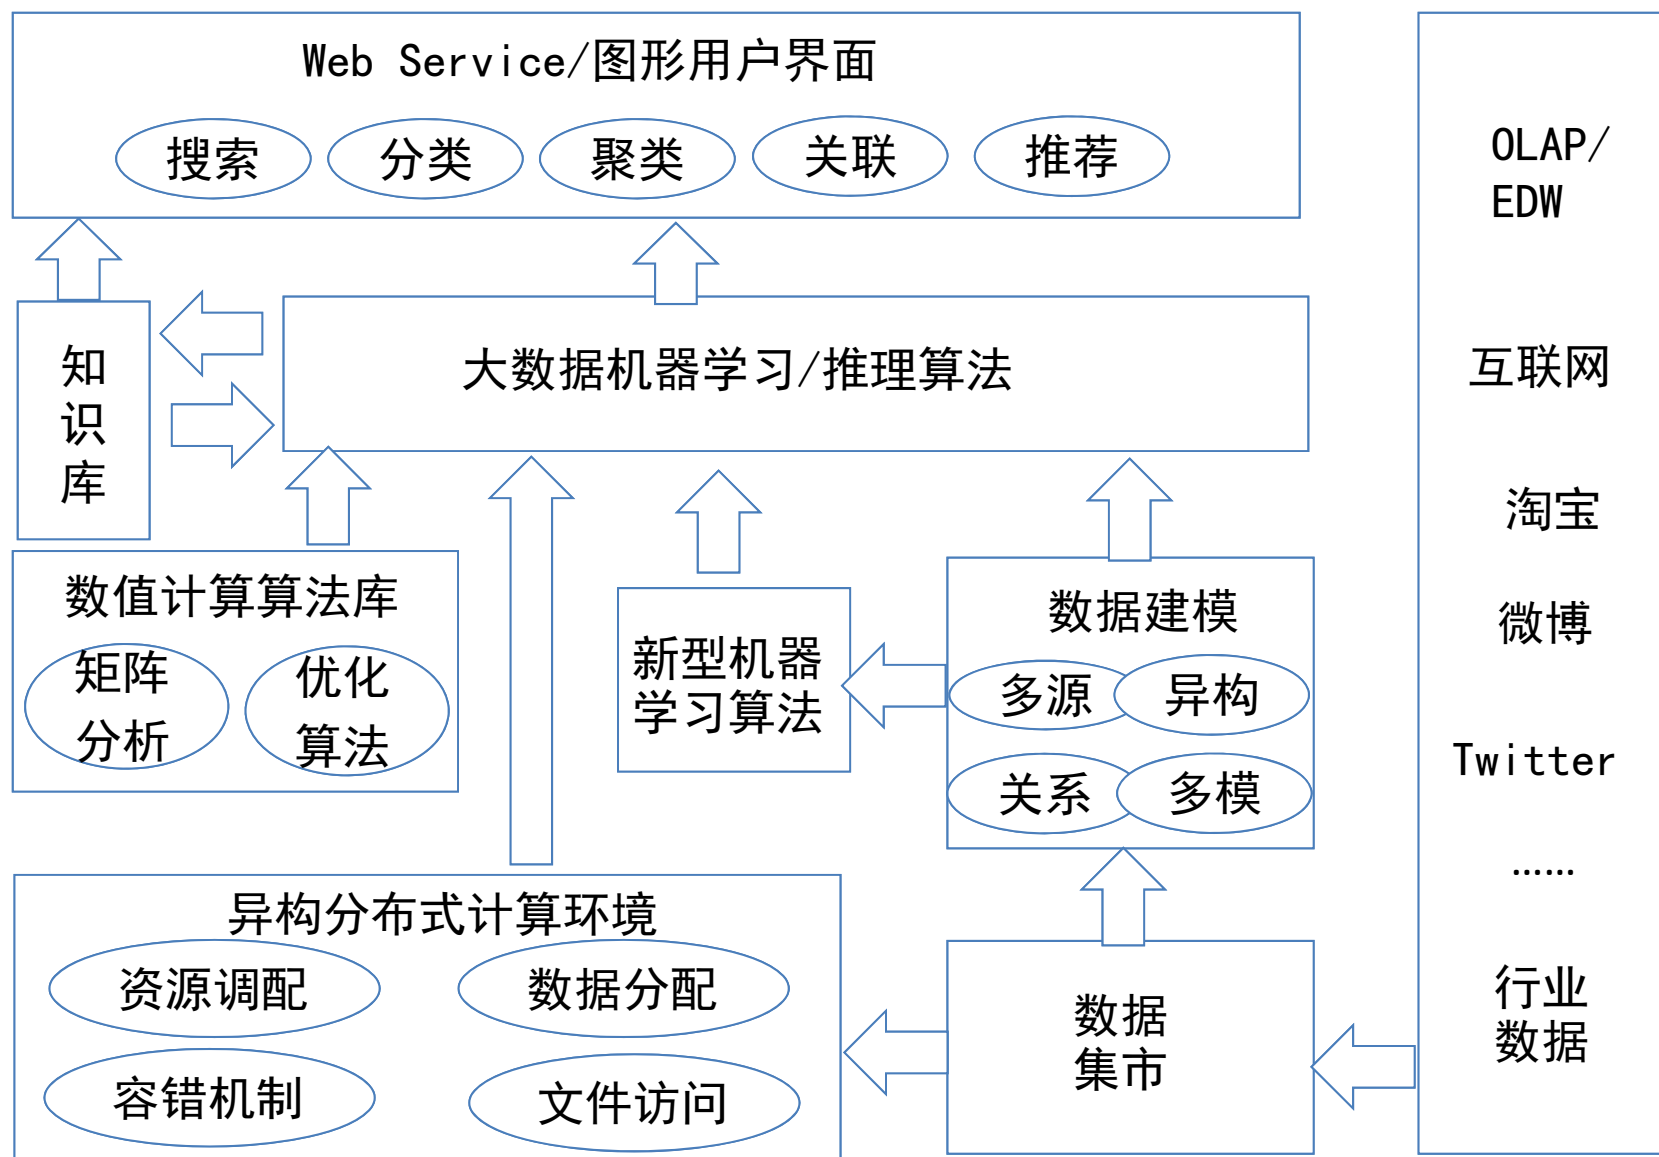 Web Service/图形用户界面
搜索
分类
聚类
关联
推荐
知
识
库
大数据机器学习/推理算法
数值计算算法库
矩阵
分析
优化
算法
新型机器
学习算法
数据建模
多源
异构
关系
多模
异构分布式计算环境
资源调配
数据分配
容错机制
文件访问
数据
集市
OLAP/
EDW
互联网
淘宝
微博
Twitter
……
行业
数据